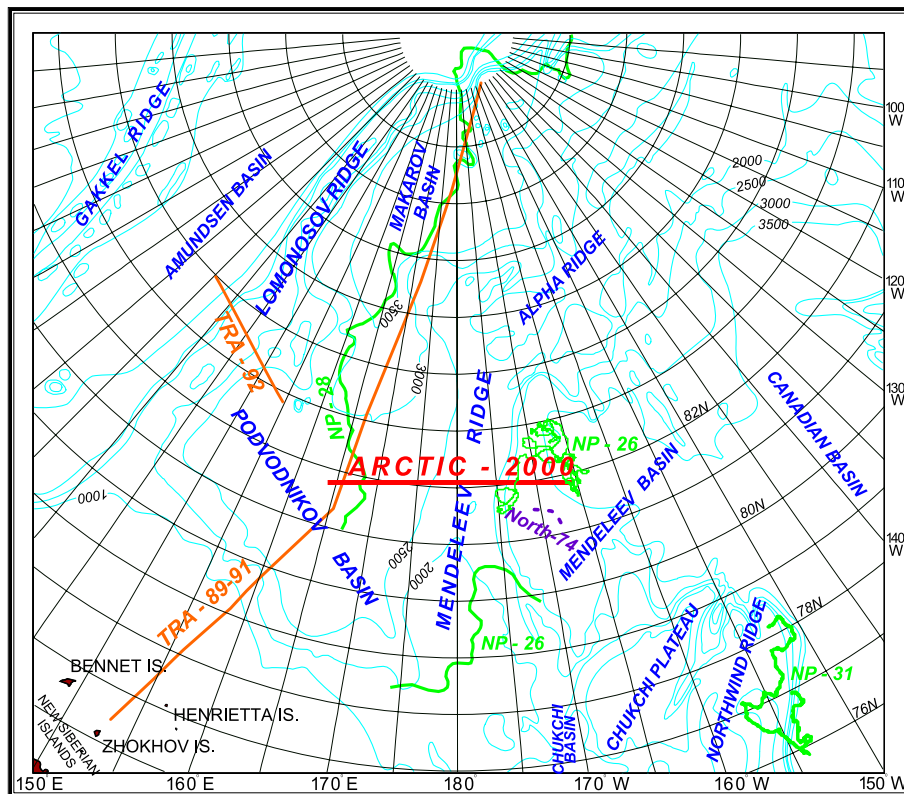 GAKKEL RIDGE
AMUNDSEN BASIN
LOMONOSOV RIDGE
MAKAROV
BASIN
ALPHA RIDGE
2000
2500
3000
3500
100
W
110
W
120
W
130
W
140
W
TRA - 92
3500
3000
NP - 28
PODVODNIKOV
BASIN
MENDELEEV RIDGE
ARCTIC - 2000
NP - 26
82N
CANADIAN BASIN
North-74
MENDELEEV BASIN
80N
1000
2500
2000
TRA - 89-91
NP - 26
78N
CHUKCHI PLATEAU
NORTHWIND RIDGE
NP - 31
76N
CHUKCHI
BASIN
BENNET IS.
HENRIETTA IS.
ZHOKHOV IS.
NEW SIBERIAN
ISLANDS
150 E
160° E
170° E
180°
170° W
160° W
150° W